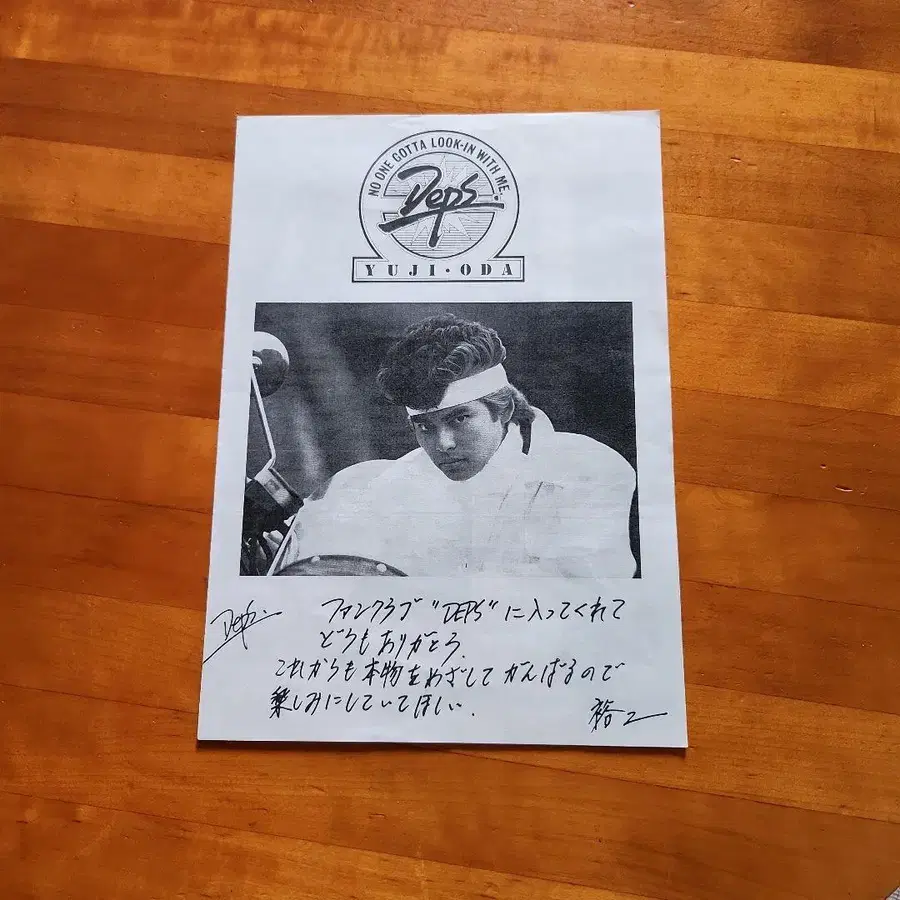 NO ONE GOTTA LOOK-IN WITH ME.
Deps.
YUJI・ODA
Deps.
ファンクラブ "DEPS" に入ってくれて
どうもありがとう.
これからも本物をめざしてがんばるので
楽しみにしていてほしい.
裕二